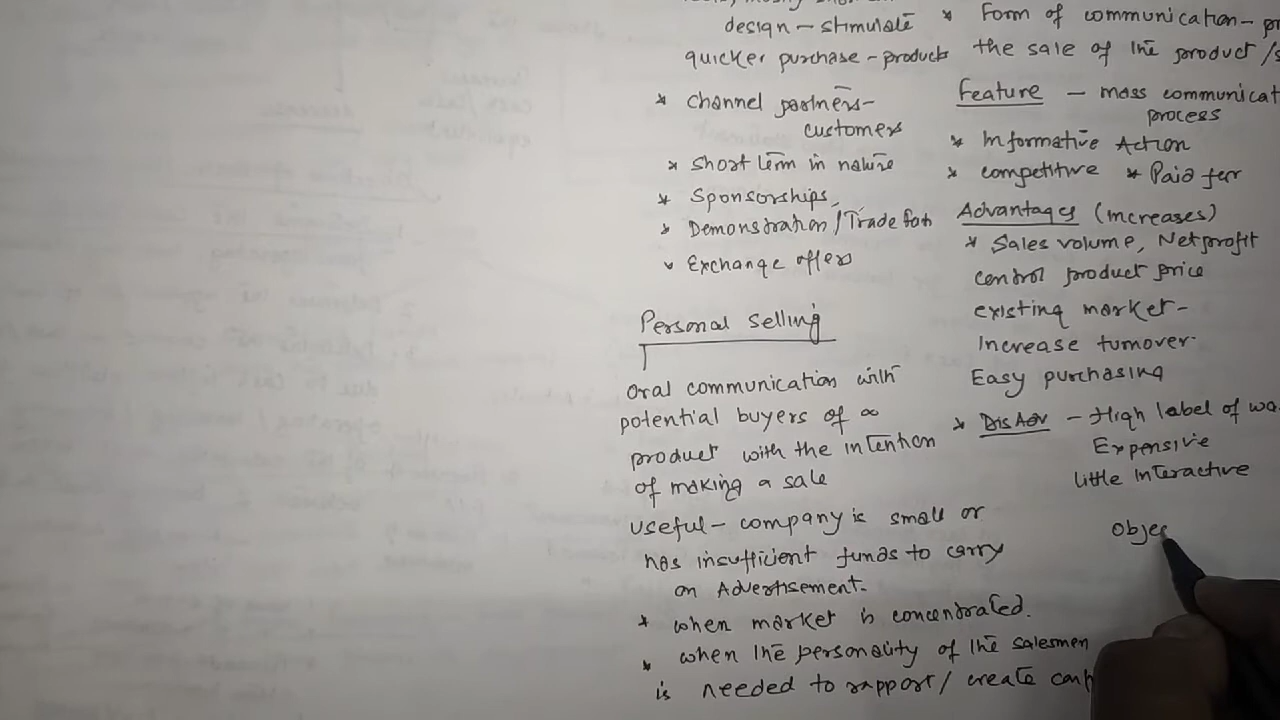 design - stimulate
quicker purchase - products
* channel partners-
customers
* short term in nature
* Sponsorships,
* Demonstration / Trade
* Exchange offers
Personal Selling
oral communication with
potential buyers of a
product with the intention
of making a sale
useful - company is small or
has insufficient funds to carry
on Advertisement.
* when market is concentrated.
* when the personality of the salesmen
is needed to rapport / create
* Form of communication -
the sale of the product /
Feature - mass
process
* Informative Action
* competitive * Paid
Advantages (increases)
* Sales volume, Net profit
control product price
existing market -
Increase turnover.
Easy purchasing
* DisAdv - High label of
Expensive
little interactive
Objec